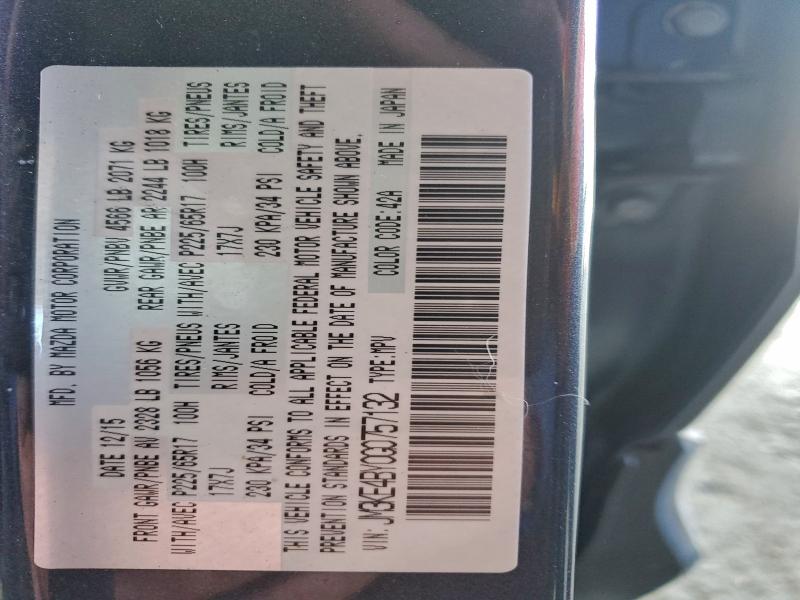 MFD. BY MAZDA MOTOR CORPORATION
DATE 12/15 GVWR/PNBV 4566 LB 2071 KG
FRONT GAWR/PNBE AV 2328 LB 1056 KG REAR GAWR/PNBE AR 2244 LB 1018 KG
WITH/AVEC P225/65R17 100H TIRES/PNEUS WITH/AVEC P225/65R17 100H TIRES/PNEUS
17X7J RIMS/JANTES 17X7J RIMS/JANTES
230 KPA/34 PSI COLD/A FROID 230 KPA/34 PSI COLD/A FROID
THIS VEHICLE CONFORMS TO ALL APPLICABLE FEDERAL MOTOR VEHICLE SAFETY AND THEFT
PREVENTION STANDARDS IN EFFECT ON THE DATE OF MANUFACTURE SHOWN ABOVE.
VIN: JM3KE4BY0G0757132 TYPE:MPV COLOR CODE:42A MADE IN JAPAN